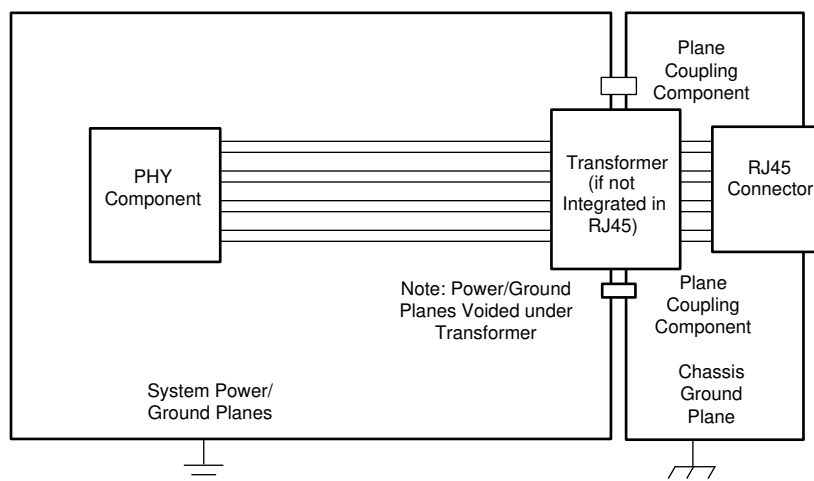 Plane
Coupling
Component
PHY
Component
Transformer
(if not
Integrated in
RJ45)
RJ45
Connector
Note: Power/Ground
Planes Voided under
Transformer
Plane
Coupling
Component
System Power/
Ground Planes
Chassis
Ground
Plane